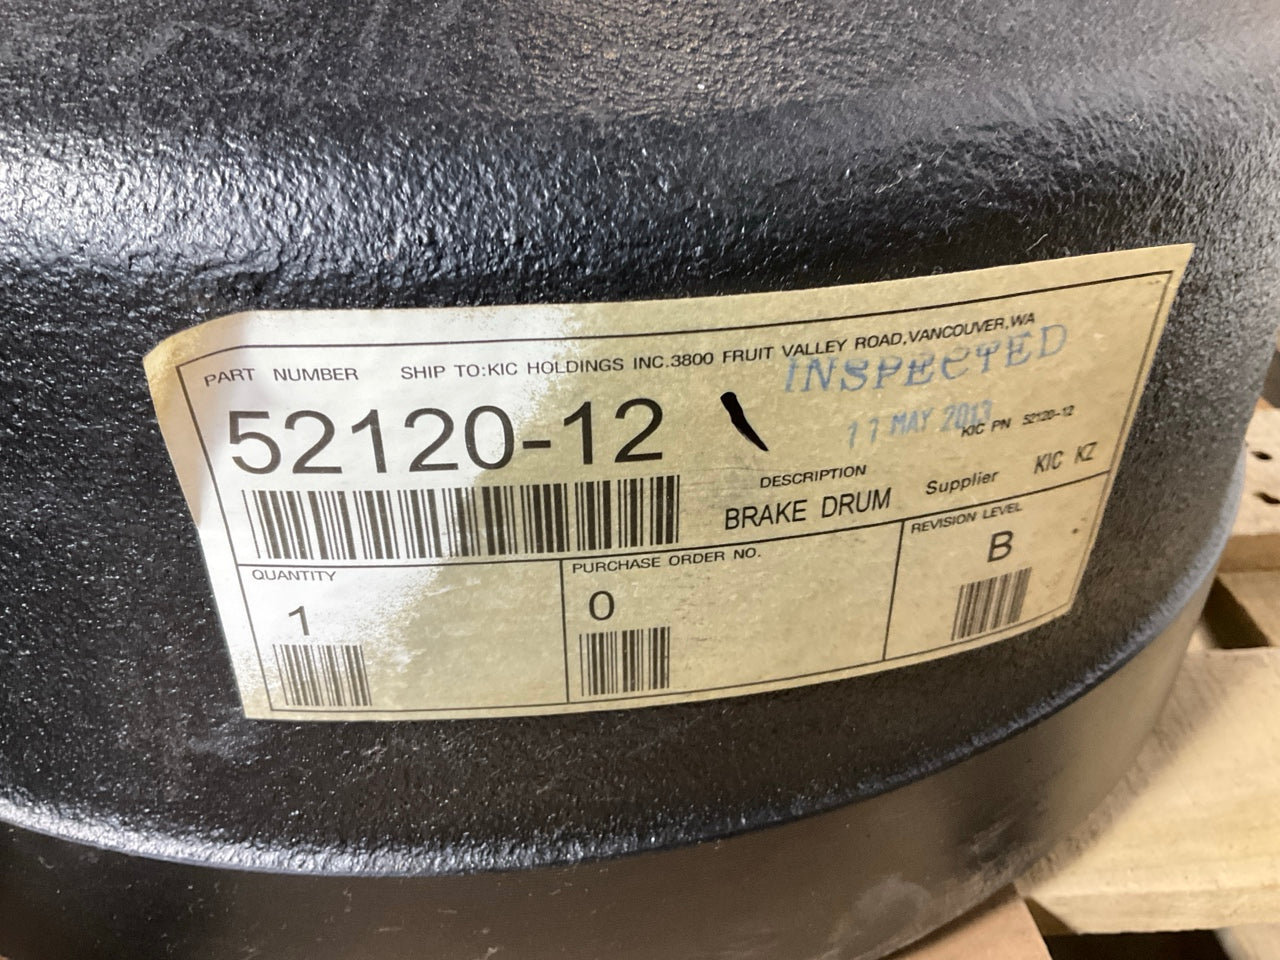 PART NUMBER SHIP TO:KIC HOLDINGS INC.3800 FRUIT VALLEY ROAD,VANCOUVER,WA
INSPECTED
52120-12
17 MAY 2013
KIC PN 52120-12
DESCRIPTION
BRAKE DRUM
Supplier KIC KZ
QUANTITY
1
PURCHASE ORDER NO.
0
REVISION LEVEL
B